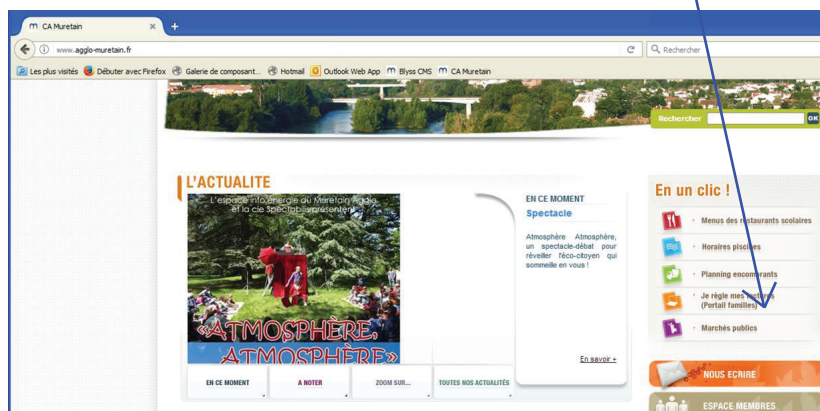 CA Muretain
www.agglo-muretain.fr
Rechercher
Les plus visités Débuter avec Firefox Galerie de composant... Hotmail Outlook Web App Blyss CMS CA Muretain
Rechercher OK
L'ACTUALITE
L'espace info énergie du Muretain Agglo
et la cie Spectabilis présentent
«ATMOSPHÈRE,
ATMOSPHÈRE»
EN CE MOMENT
Spectacle
Atmosphère Atmosphère,
un spectacle-débat pour
réveiller l'éco-citoyen qui
sommeille en vous !
En savoir +
EN CE MOMENT A NOTER ZOOM SUR... TOUTES NOS ACTUALITÉS
En un clic !
Menus des restaurants scolaires
Horaires piscines
Planning encombrants
Je règle mes factures
(Portail familles)
Marchés publics
NOUS ECRIRE
ESPACE MEMBRES